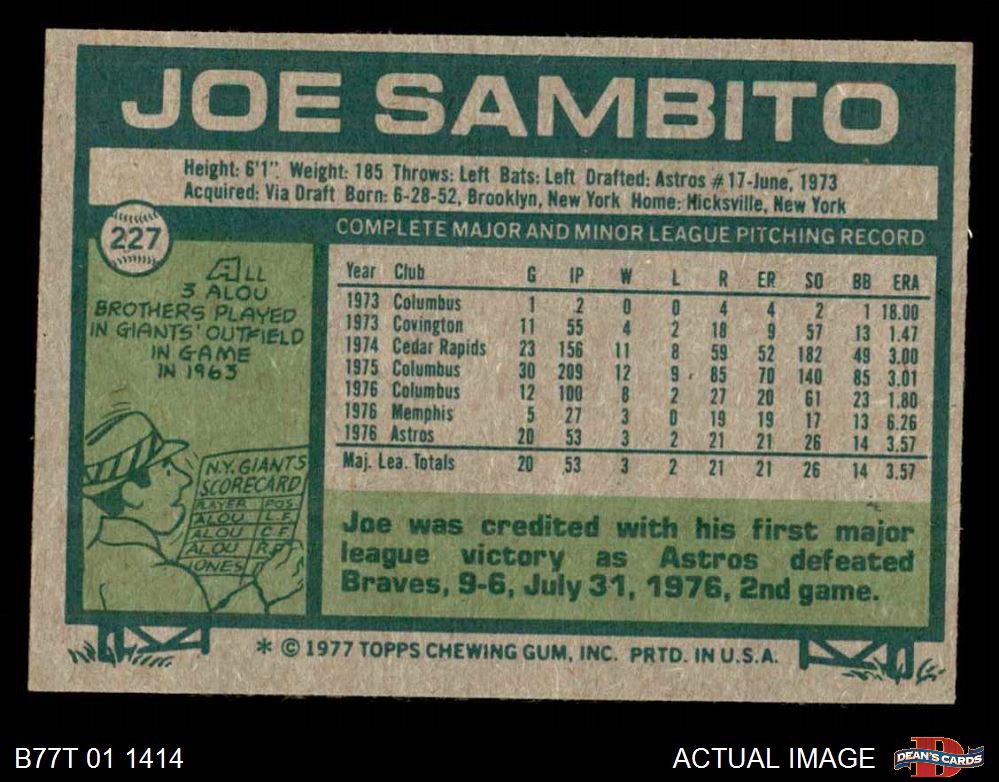 JOE SAMBITO
Height: 6'1" Weight: 185 Throws: Left Bats: Left Drafted: Astros #17-June, 1973
Acquired: Via Draft Born: 6-28-52, Brooklyn, New York Home: Hicksville, New York
227
COMPLETE MAJOR AND MINOR LEAGUE PITCHING RECORD
ALL
3 ALOU
BROTHERS PLAYED
IN GIANTS' OUTFIELD
IN GAME
IN 1963
N.Y. GIANTS
SCORECARD
PLAYER POS
ALOU L F
ALOU C F
ALOU R F
JONES
Year Club G IP W L R ER SO BB ERA
1973 Columbus 1 2 0 0 4 4 2 1 18.00
1973 Covington 11 55 4 2 18 9 57 13 1.47
1974 Cedar Rapids 23 156 11 8 59 52 182 49 3.00
1975 Columbus 30 209 12 9 85 70 140 85 3.01
1976 Columbus 12 100 8 2 27 20 61 23 1.80
1976 Memphis 5 27 3 0 19 19 17 13 6.26
1976 Astros 20 53 3 2 21 21 26 14 3.57
Maj. Lea. Totals 20 53 3 2 21 21 26 14 3.57
Joe was credited with his first major
league victory as Astros defeated
Braves, 9-6, July 31, 1976, 2nd game.
* © 1977 TOPPS CHEWING GUM, INC. PRTD. IN U.S.A.
B77T 01 1414
ACTUAL IMAGE
D
DEAN'S CARDS